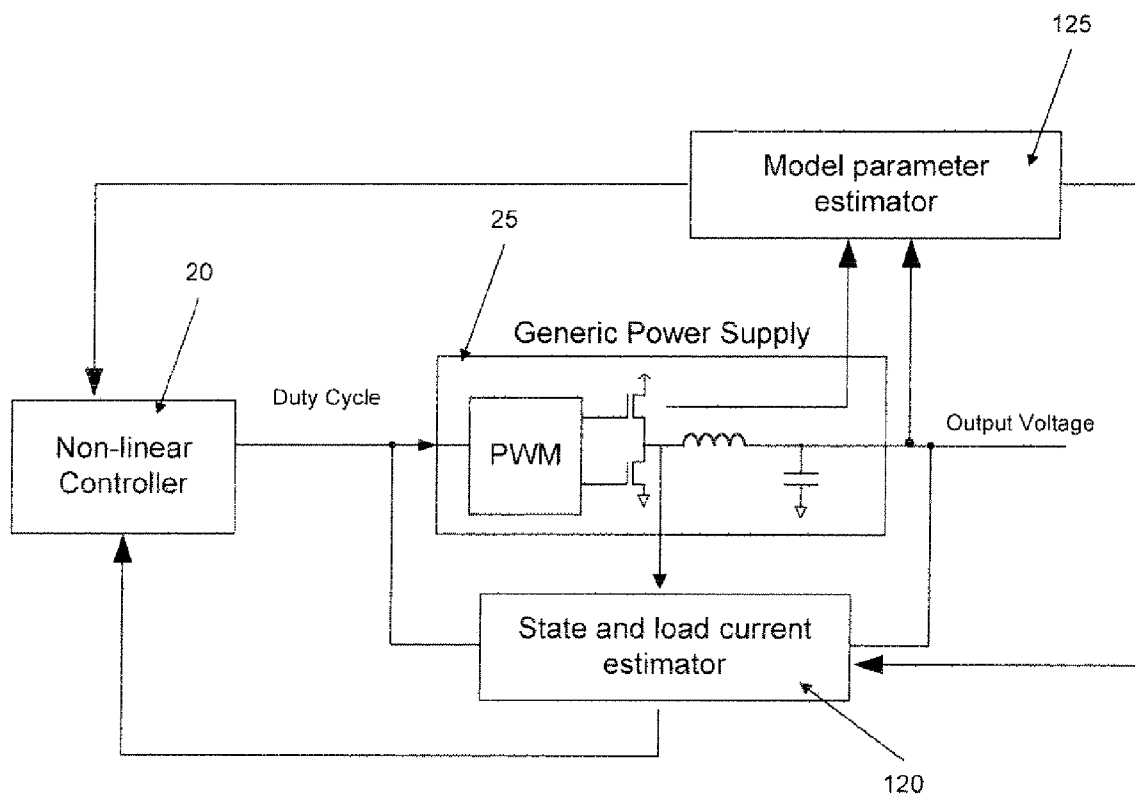 125
Model parameter
estimator
25
20
Generic Power Supply
Duty Cycle
Output Voltage
Non-linear
Controller
PWM
State and load current
estimator
120